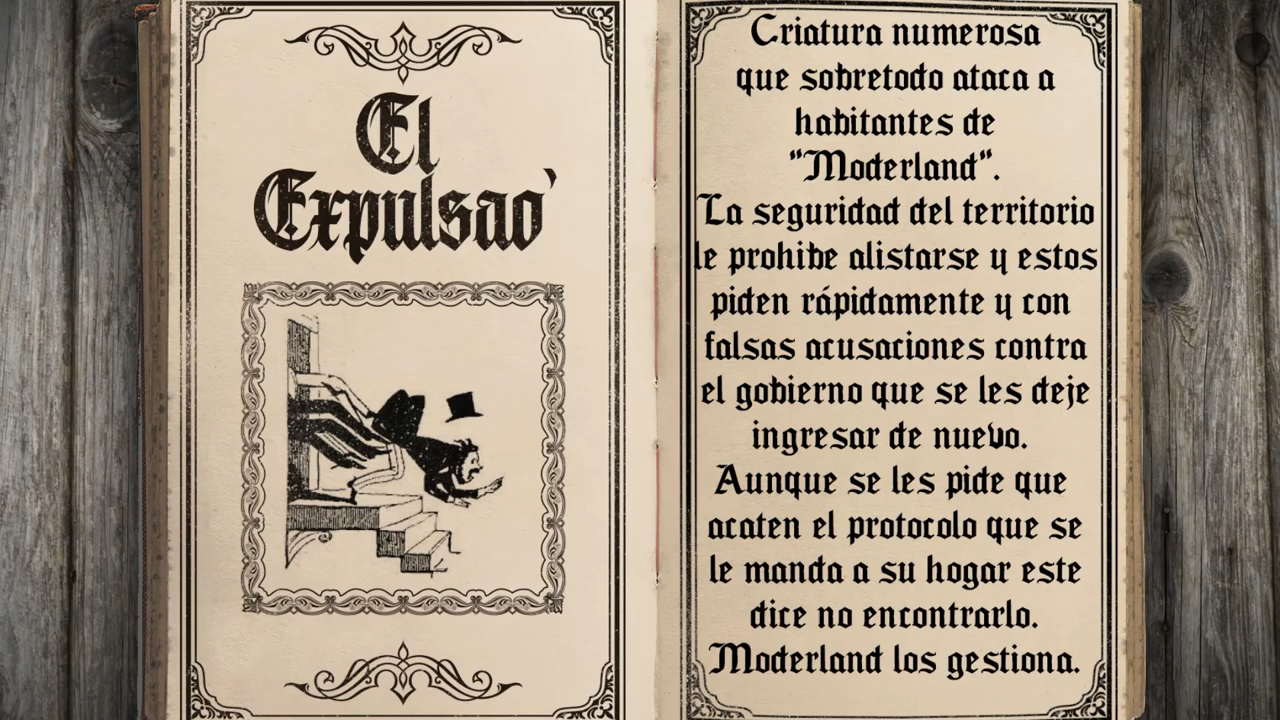 El
Expulsao'
Criatura numerosa
que sobretodo ataca a
habitantes de
"Moderland".
La seguridad del territorio
le prohibe alistarse y estos
piden rápidamente y con
falsas acusaciones contra
el gobierno que se les deje
ingresar de nuevo.
Aunque se les pide que
acaten el protocolo que se
le manda a su hogar este
dice no encontrarlo.
Moderland los gestiona.